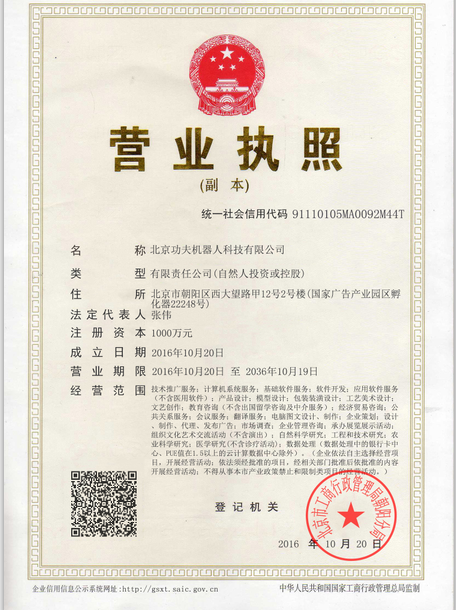 营业执照
(副 本)
统一社会信用代码 91110105MA0092M44T
名 称 北京功夫机器人科技有限公司
类 型 有限责任公司(自然人投资或控股)
住 所 北京市朝阳区西大望路甲12号2号楼(国家广告产业园区孵
化器22248号)
法定代表人 张伟
注册资本 1000万元
成立日期 2016年10月20日
营业期限 2016年10月20日 至 2036年10月19日
经营范围 技术推广服务；计算机系统服务；基础软件服务；软件开发；应用软件服务
（不含医用软件）；产品设计；模型设计；包装装潢设计；工艺美术设计；
文艺创作；教育咨询（不含出国留学咨询及中介服务）；经济贸易咨询；公
共关系服务；会议服务；翻译服务；电脑图文设计、制作；企业策划；设
计、制作、代理、发布广告；市场调查；企业管理咨询；承办展览展示活动；
组织文化艺术交流活动（不含演出）；自然科学研究；工程和技术研究；农
业科学研究；医学研究（不含诊疗活动）；数据处理（数据处理中的银行卡中
心、PUE值在1.5以上的云计算数据中心除外）。（企业依法自主选择经营项
目，开展经营活动；依法须经批准的项目，经相关部门批准后依批准的内容
开展经营活动；不得从事本市产业政策禁止和限制类项目的经营活动。）
登记机关
北京市工商行政管理局朝阳分局
2016 年 10 月 20 日
企业信用信息公示系统网址:http://gsxt.saic.gov.cn
中华人民共和国国家工商行政管理总局监制